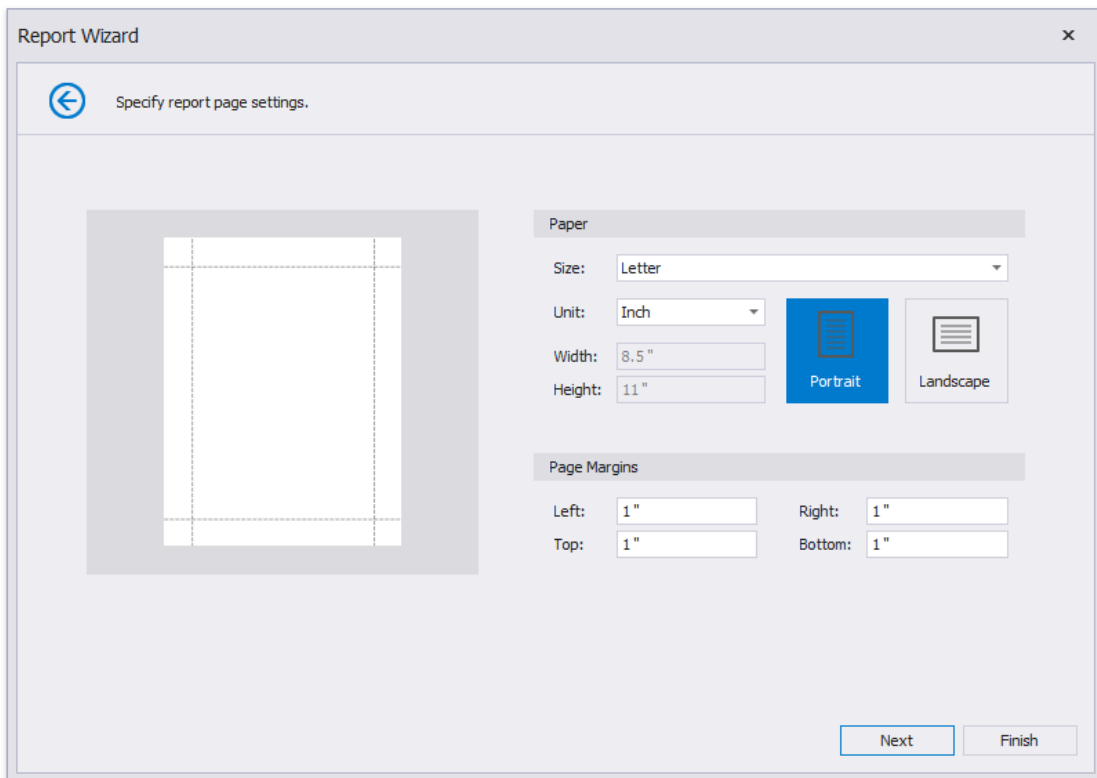 Report Wizard
Specify report page settings.
Paper
Size: Letter
Unit: Inch
Width: 8.5"
Height: 11"
Portrait
Landscape
Page Margins
Left: 1" Right: 1"
Top: 1" Bottom: 1"
Next Finish